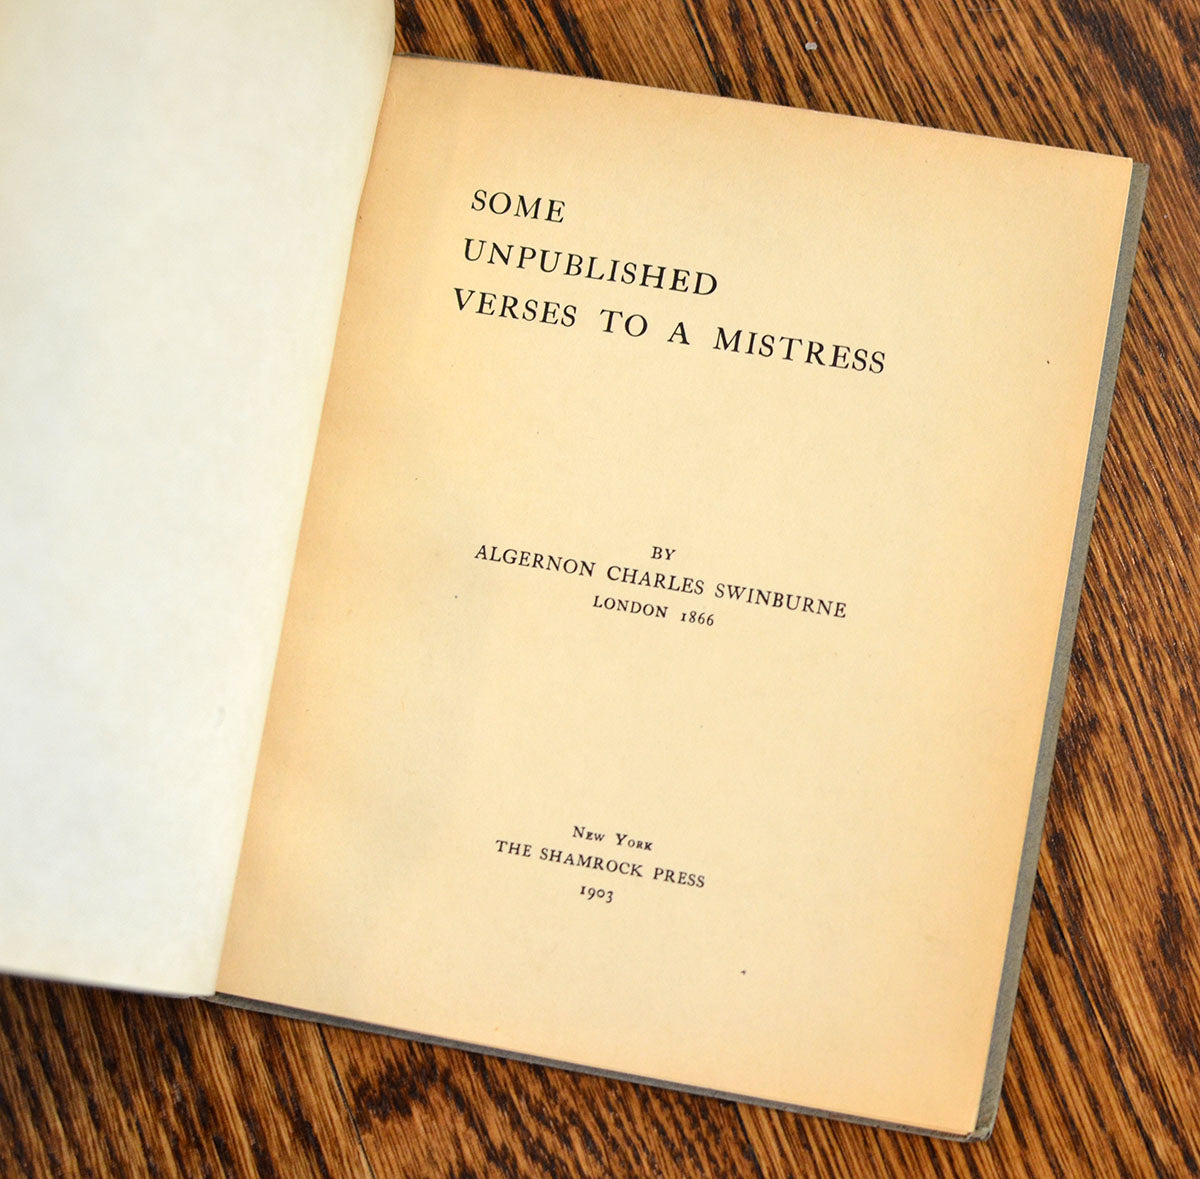 SOME
UNPUBLISHED
VERSES TO A MISTRESS
BY
ALGERNON CHARLES SWINBURNE
LONDON 1866
New York
THE SHAMROCK PRESS
1903